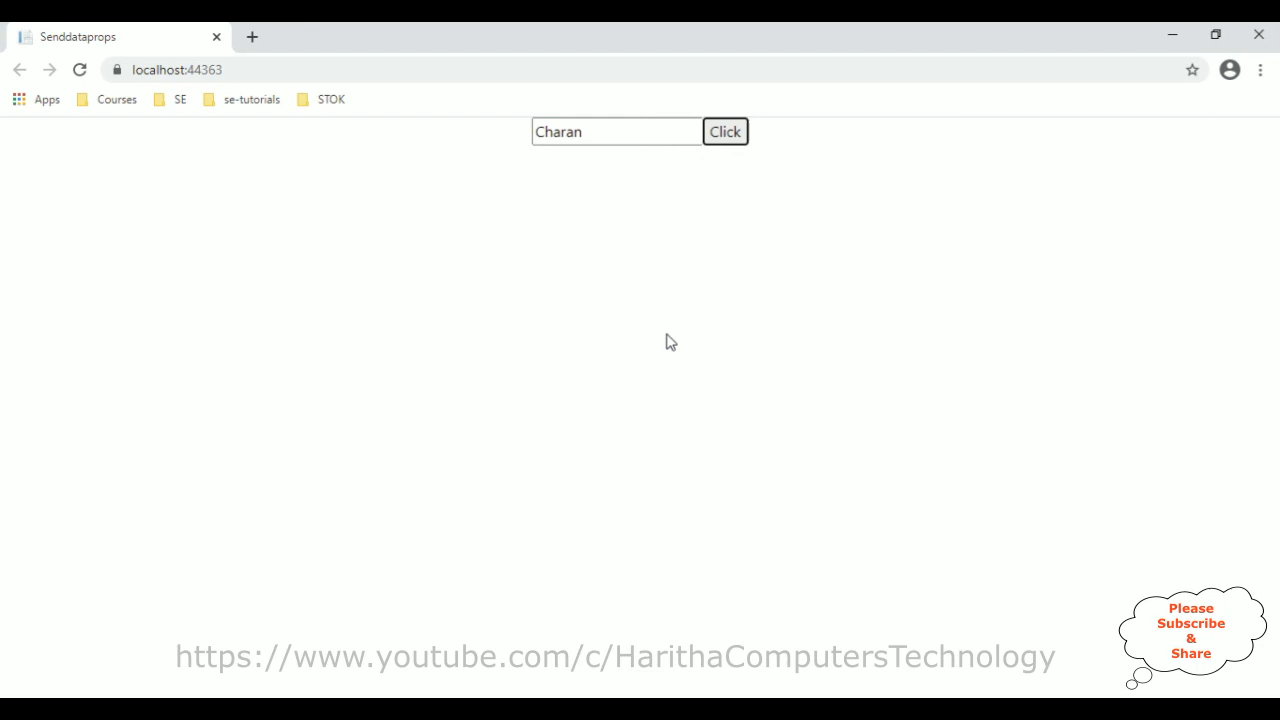 Senddataprops
localhost:44363
Apps Courses SE se-tutorials STOK
Charan Click
Please
Subscribe
&
Share
https://www.youtube.com/c/HarithaComputersTechnology